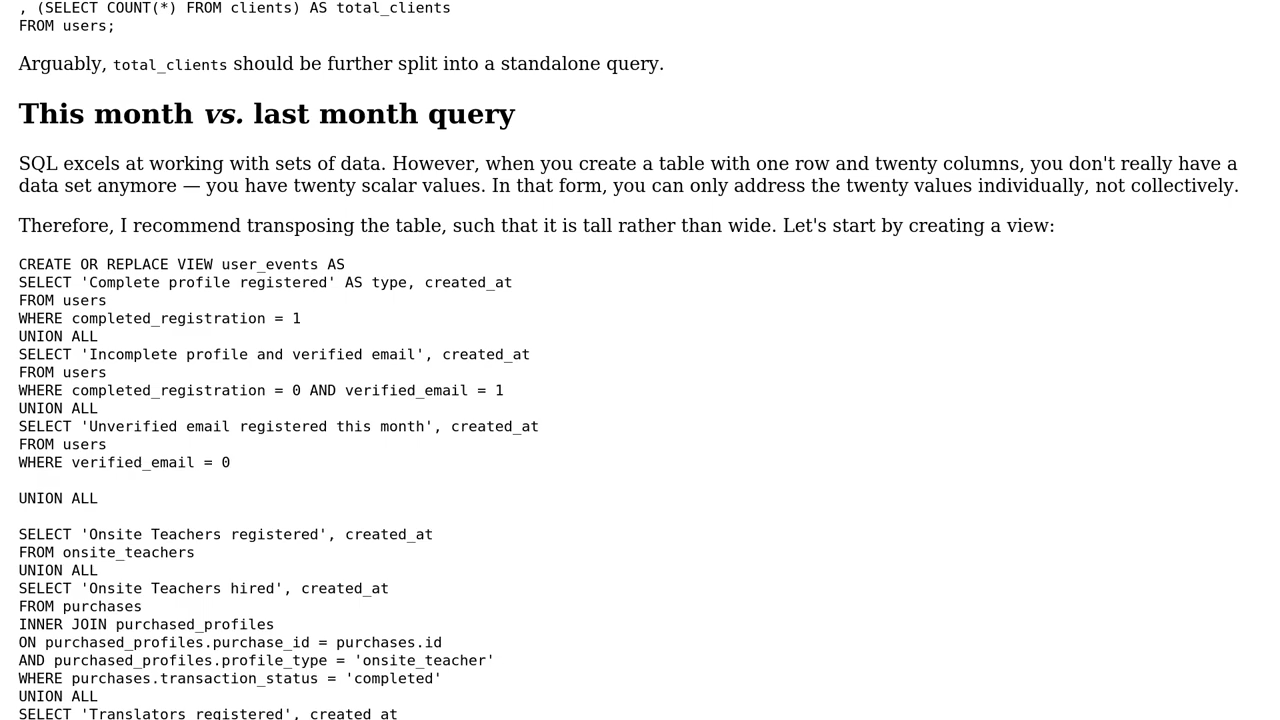 , (SELECT COUNT(*) FROM clients) AS total_clients
FROM users;
Arguably, total_clients should be further split into a standalone query.
This month vs. last month query
SQL excels at working with sets of data. However, when you create a table with one row and twenty columns, you don't really have a
data set anymore — you have twenty scalar values. In that form, you can only address the twenty values individually, not collectively.
Therefore, I recommend transposing the table, such that it is tall rather than wide. Let's start by creating a view:
CREATE OR REPLACE VIEW user_events AS
SELECT 'Complete profile registered' AS type, created_at
FROM users
WHERE completed_registration = 1
UNION ALL
SELECT 'Incomplete profile and verified email', created_at
FROM users
WHERE completed_registration = 0 AND verified_email = 1
UNION ALL
SELECT 'Unverified email registered this month', created_at
FROM users
WHERE verified_email = 0
UNION ALL
SELECT 'Onsite Teachers registered', created_at
FROM onsite_teachers
UNION ALL
SELECT 'Onsite Teachers hired', created_at
FROM purchases
INNER JOIN purchased_profiles
ON purchased_profiles.purchase_id = purchases.id
AND purchased_profiles.profile_type = 'onsite_teacher'
WHERE purchases.transaction_status = 'completed'
UNION ALL
SELECT 'Translators registered', created_at